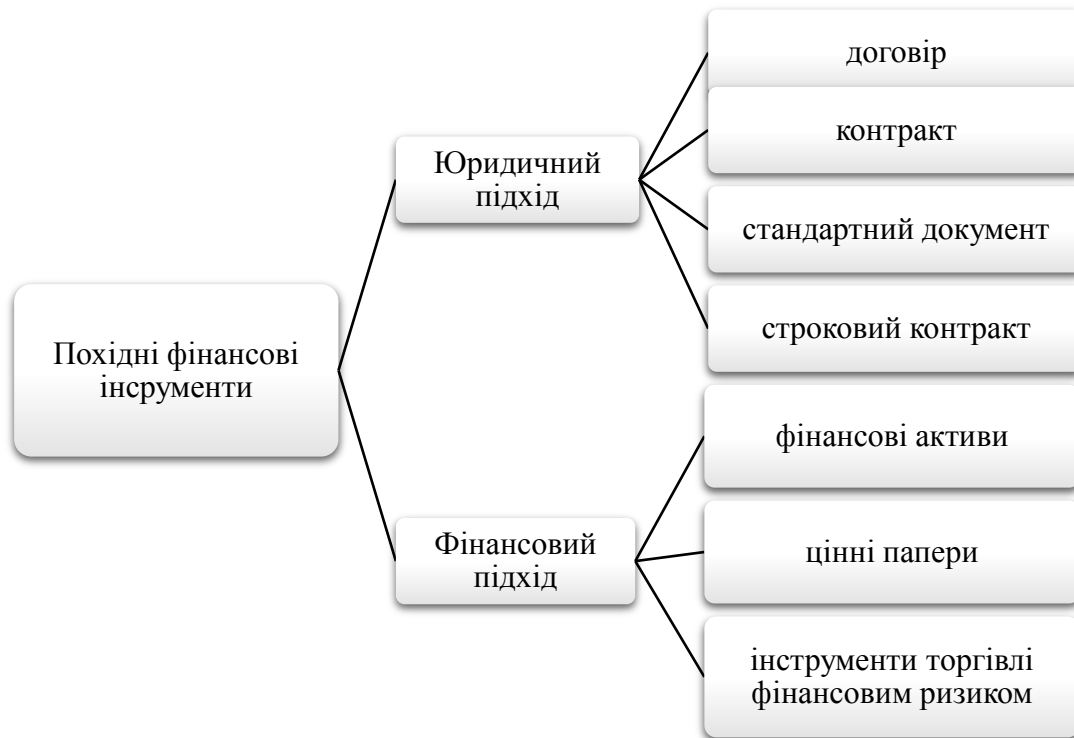 Похідні фінансові
інсрументи
Юридичний
підхід
договір
контракт
стандартний документ
строковий контракт
Фінансовий
підхід
фінансові активи
цінні папери
інструменти торгівлі
фінансовим ризиком